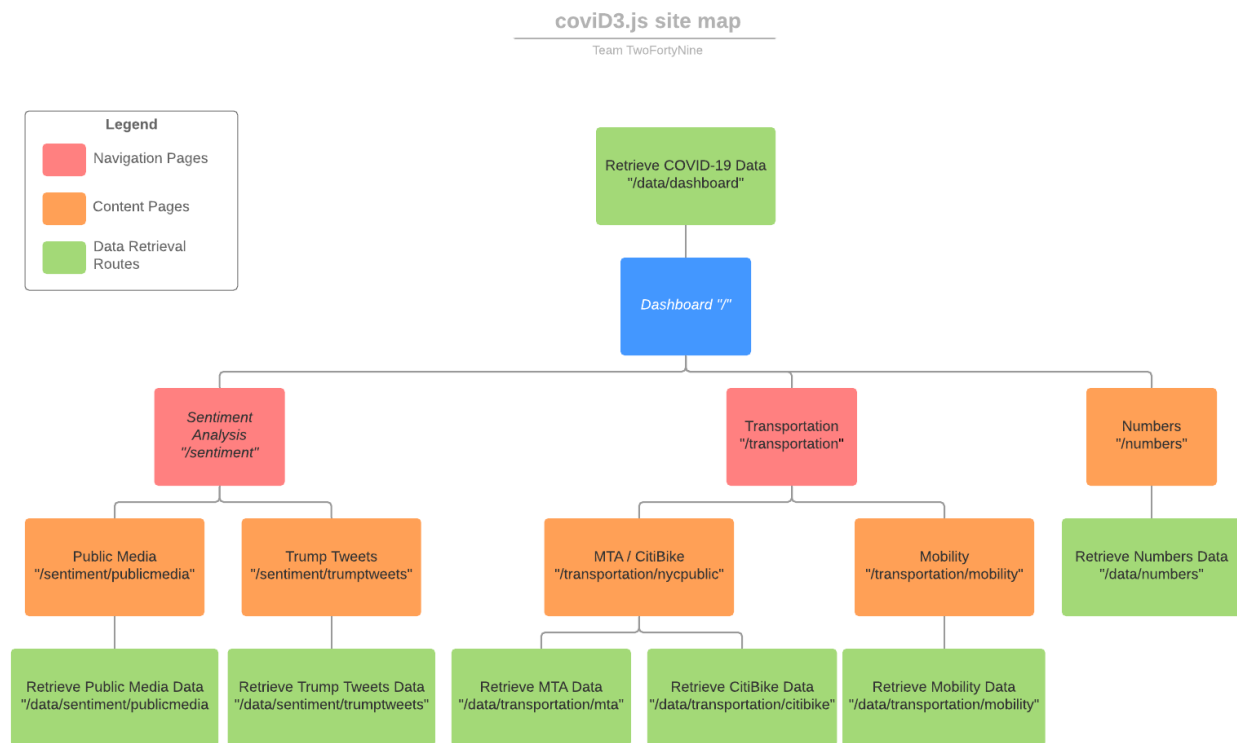 coviD3.js site map
Team TwoFortyNine
Legend
Navigation Pages
Content Pages
Data Retrieval
Routes
Retrieve COVID-19 Data
"/data/dashboard"
Dashboard "/"
Sentiment
Analysis
"/sentiment"
Transportation
"/transportation"
Numbers
"/numbers"
Public Media
"/sentiment/publicmedia"
Trump Tweets
"/sentiment/trumptweets"
MTA / CitiBike
"/transportation/nycpublic"
Mobility
"/transportation/mobility"
Retrieve Numbers Data
"/data/numbers"
Retrieve Public Media Data
"/data/sentiment/publicmedia
Retrieve Trump Tweets Data
"/data/sentiment/trumptweets"
Retrieve MTA Data
"/data/transportation/mta"
Retrieve CitiBike Data
"/data/transportation/citibike"
Retrieve Mobility Data
"/data/transportation/mobility"